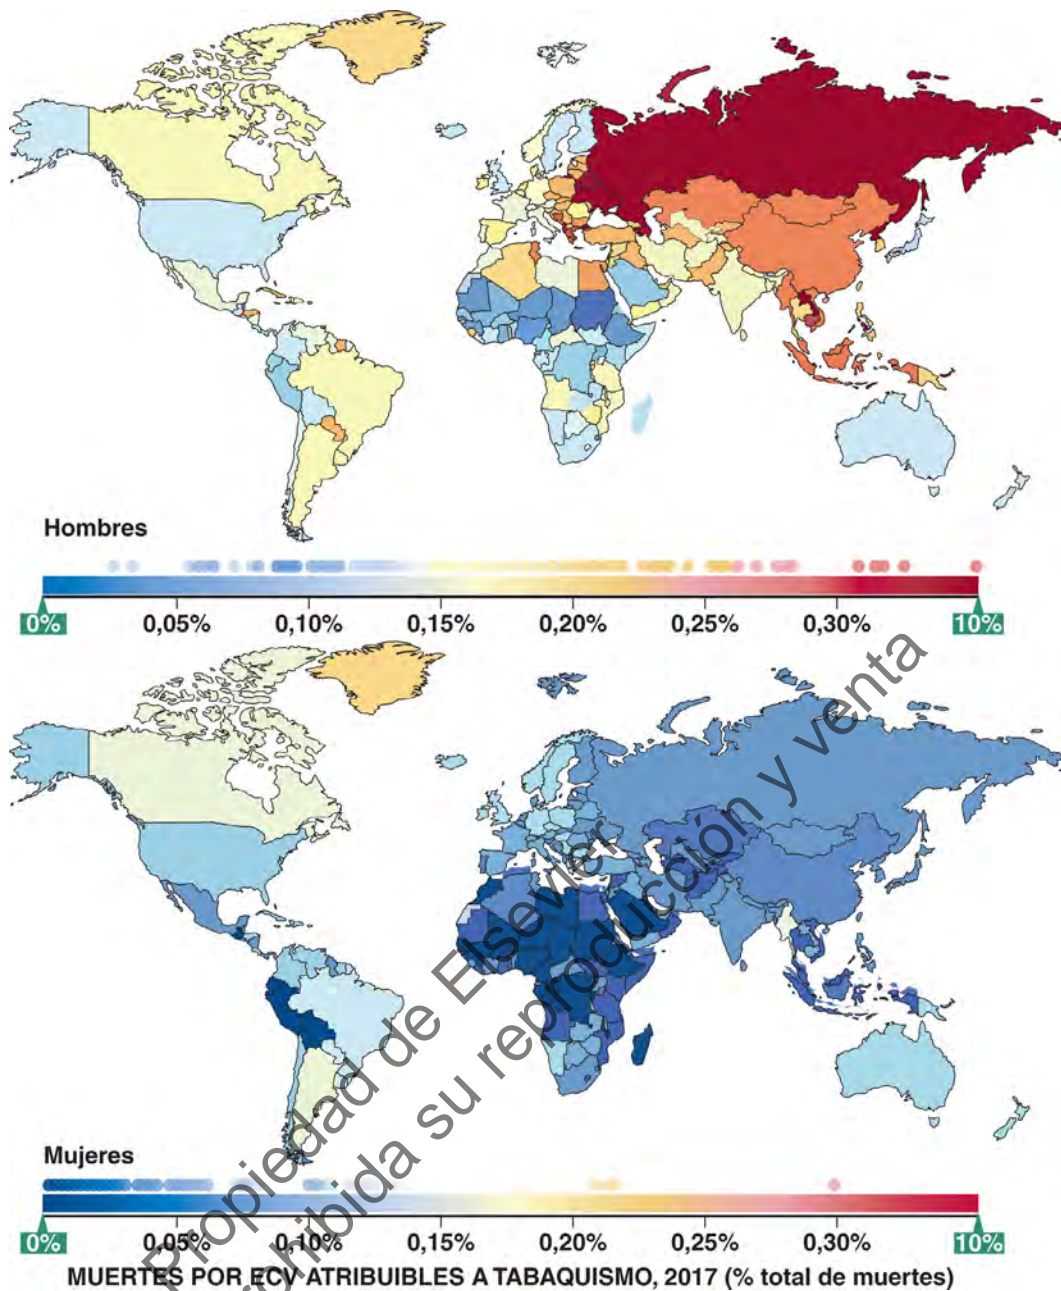 Hombres
0% 0,05% 0,10% 0,15% 0,20% 0,25% 0,30% 10%
Mujeres
0% 0,05% 0,10% 0,15% 0,20% 0,25% 0,30% 10%
MUERTES POR ECV ATRIBUIBLES A TABAQUISMO, 2017 (% total de muertes)
Propiedad de Elsevier
Prohibida su reproducción y venta